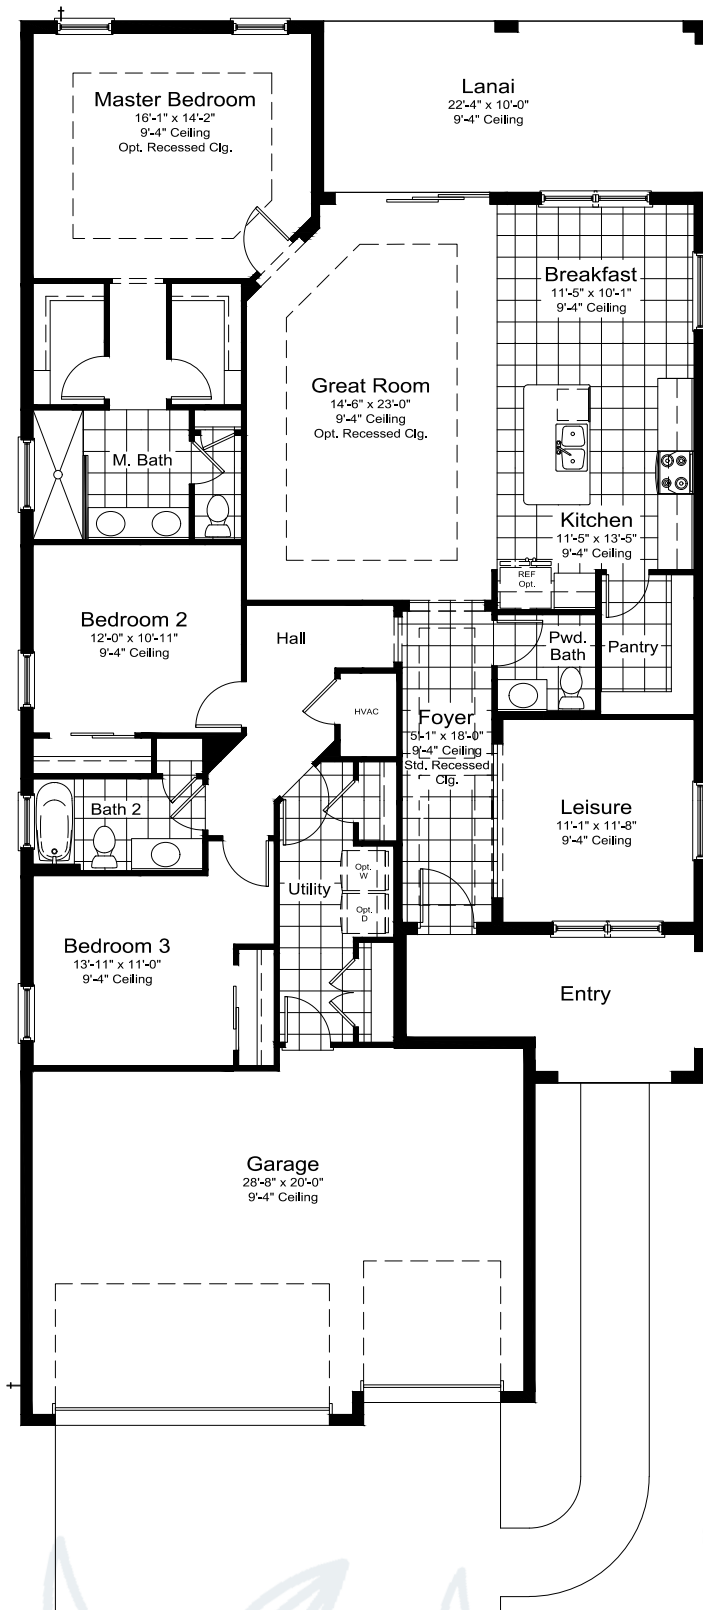 Master Bedroom
16'-1" x 14'-2"
9'-4" Ceiling
Opt. Recessed Clg.
Lanai
22'-4" x 10'-0"
9'-4" Ceiling
Breakfast
11'-5" x 10'-1"
9'-4" Ceiling
Great Room
14'-6" x 23'-0"
9'-4" Ceiling
Opt. Recessed Clg.
M. Bath
Kitchen
11'-5" x 13'-5"
9'-4" Ceiling
REF
Opt.
Bedroom 2
12'-0" x 10'-11"
9'-4" Ceiling
Hall
Pwd.
Bath
Pantry
HVAC
Foyer
5'-1" x 18'-0"
9'-4" Ceiling
Std. Recessed
Clg.
Bath 2
Leisure
11'-1" x 11'-8"
9'-4" Ceiling
Opt.
W
Utility
Opt.
D
Bedroom 3
13'-11" x 11'-0"
9'-4" Ceiling
Entry
Garage
28'-8" x 20'-0"
9'-4" Ceiling